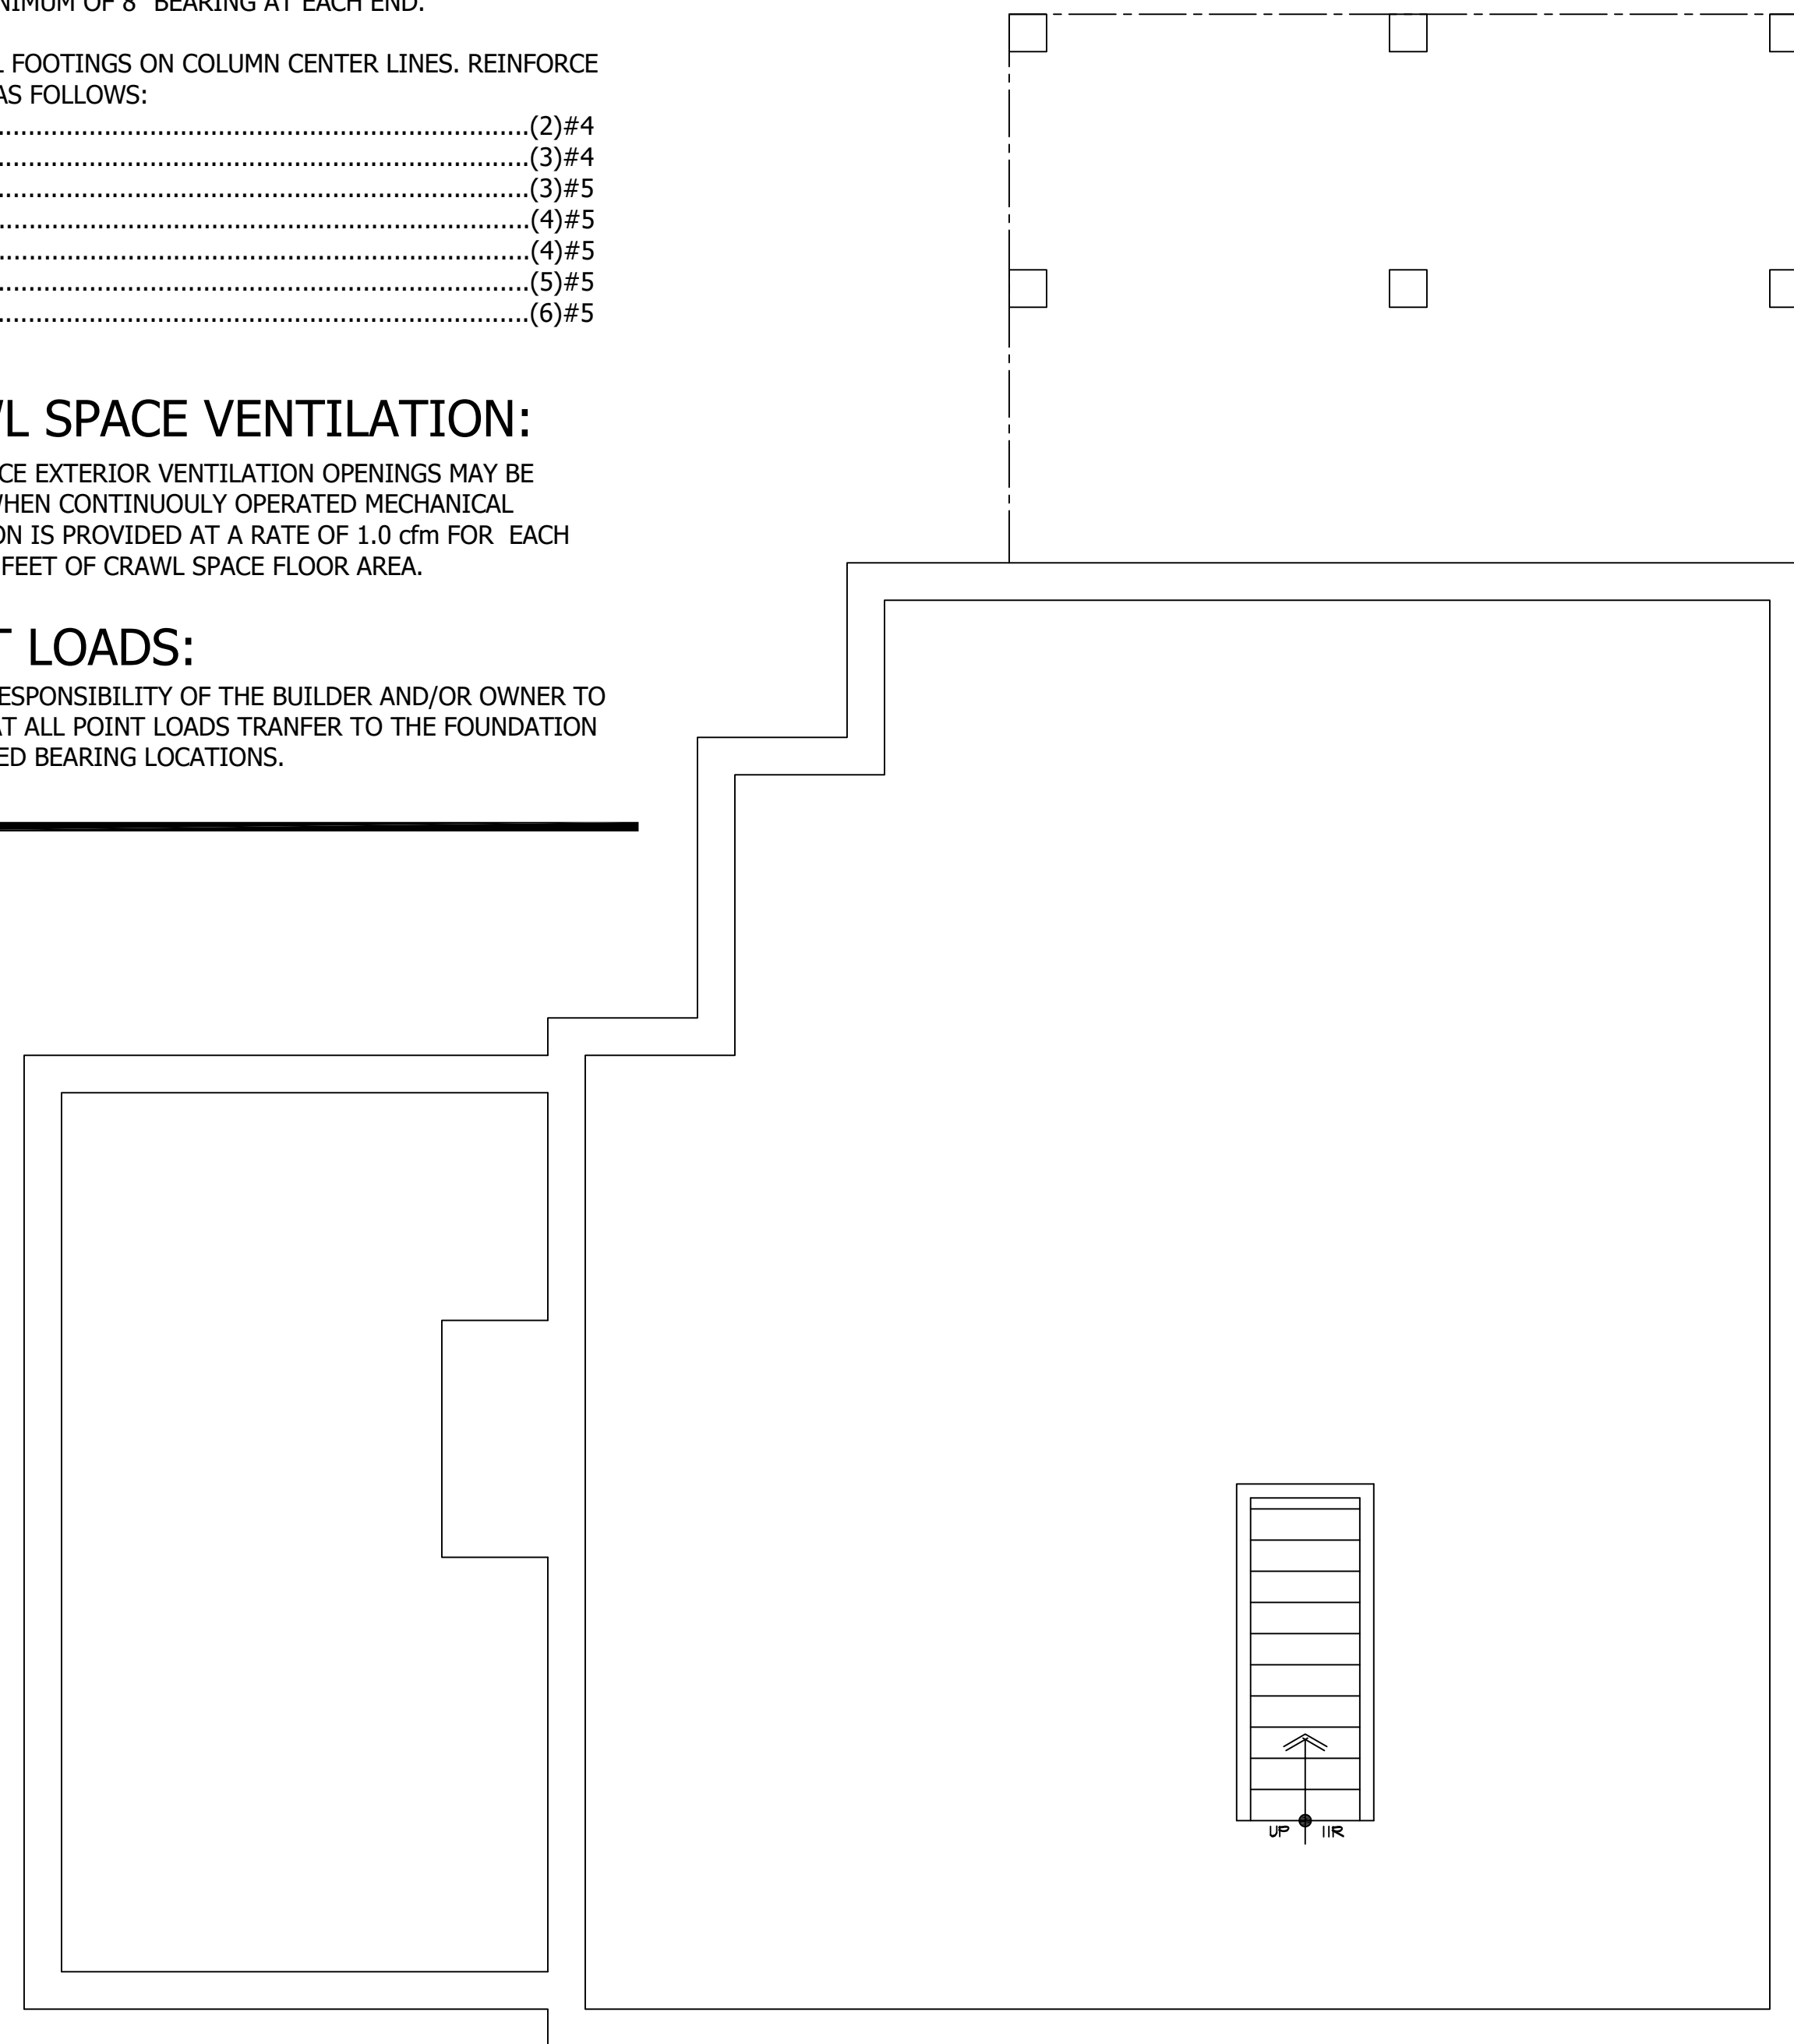 NIMUM OF 8" BEARING AT EACH END.
L FOOTINGS ON COLUMN CENTER LINES. REINFORCE
AS FOLLOWS:
(2)#4
(3)#4
(3)#5
(4)#5
(4)#5
(5)#5
(6)#5
L SPACE VENTILATION:
CE EXTERIOR VENTILATION OPENINGS MAY BE
WHEN CONTINUOULY OPERATED MECHANICAL
ON IS PROVIDED AT A RATE OF 1.0 cfm FOR EACH
FEET OF CRAWL SPACE FLOOR AREA.
T LOADS:
ESPONSIBILITY OF THE BUILDER AND/OR OWNER TO
AT ALL POINT LOADS TRANFER TO THE FOUNDATION
ED BEARING LOCATIONS.
UP 11R